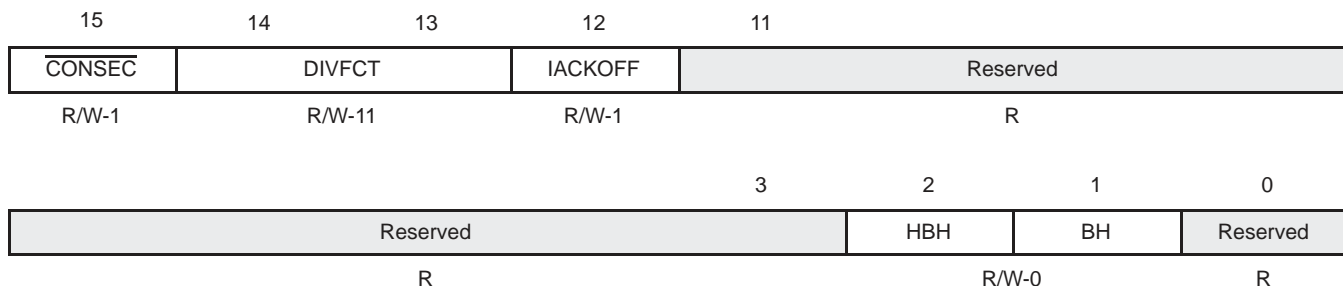 15 14 13 12 11
C̅O̅N̅S̅E̅C̅ DIVFCT IACKOFF Reserved
R/W-1 R/W-11 R/W-1 R
3 2 1 0
Reserved HBH BH Reserved
R R/W-0 R